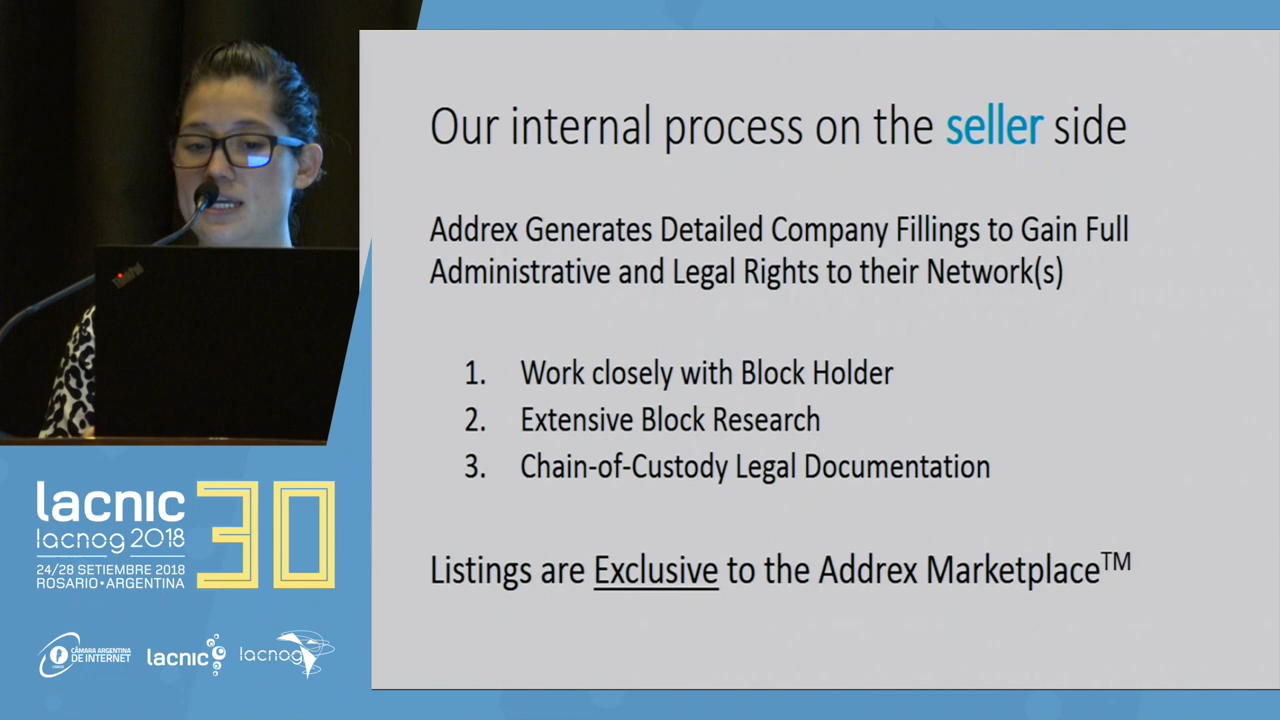 Our internal process on the seller side
Addrex Generates Detailed Company Fillings to Gain Full
Administrative and Legal Rights to their Network(s)
1. Work closely with Block Holder
2. Extensive Block Research
3. Chain-of-Custody Legal Documentation
Listings are Exclusive to the Addrex Marketplace™
ThinkPad
lacnic 30
lacnog 2018
24/28 SETIEMBRE 2018
ROSARIO•ARGENTINA
CÁMARA ARGENTINA
DE INTERNET
lacnic
lacnog